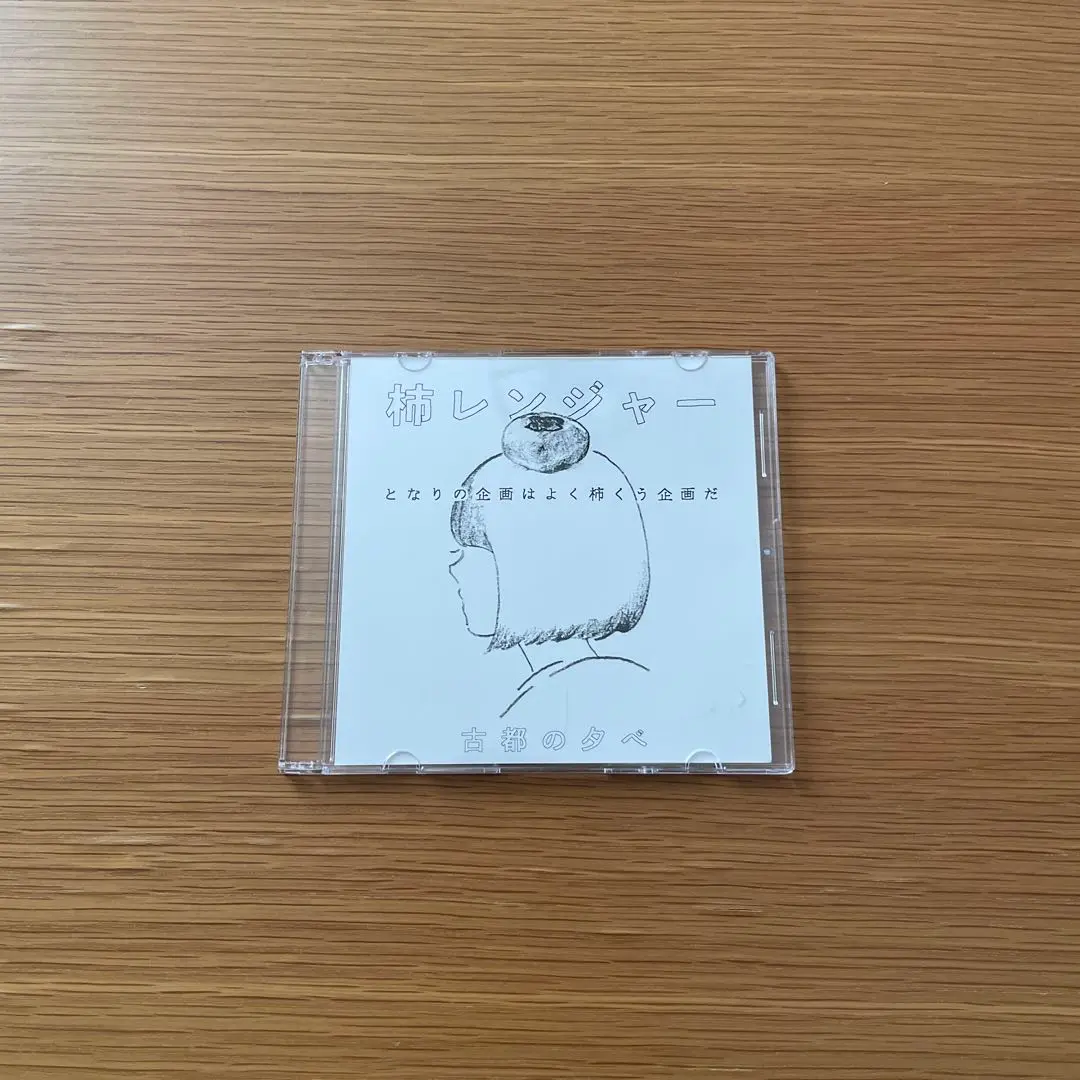 柿レンジャー
となりの企画はよく柿くう企画だ
古都の夕べ